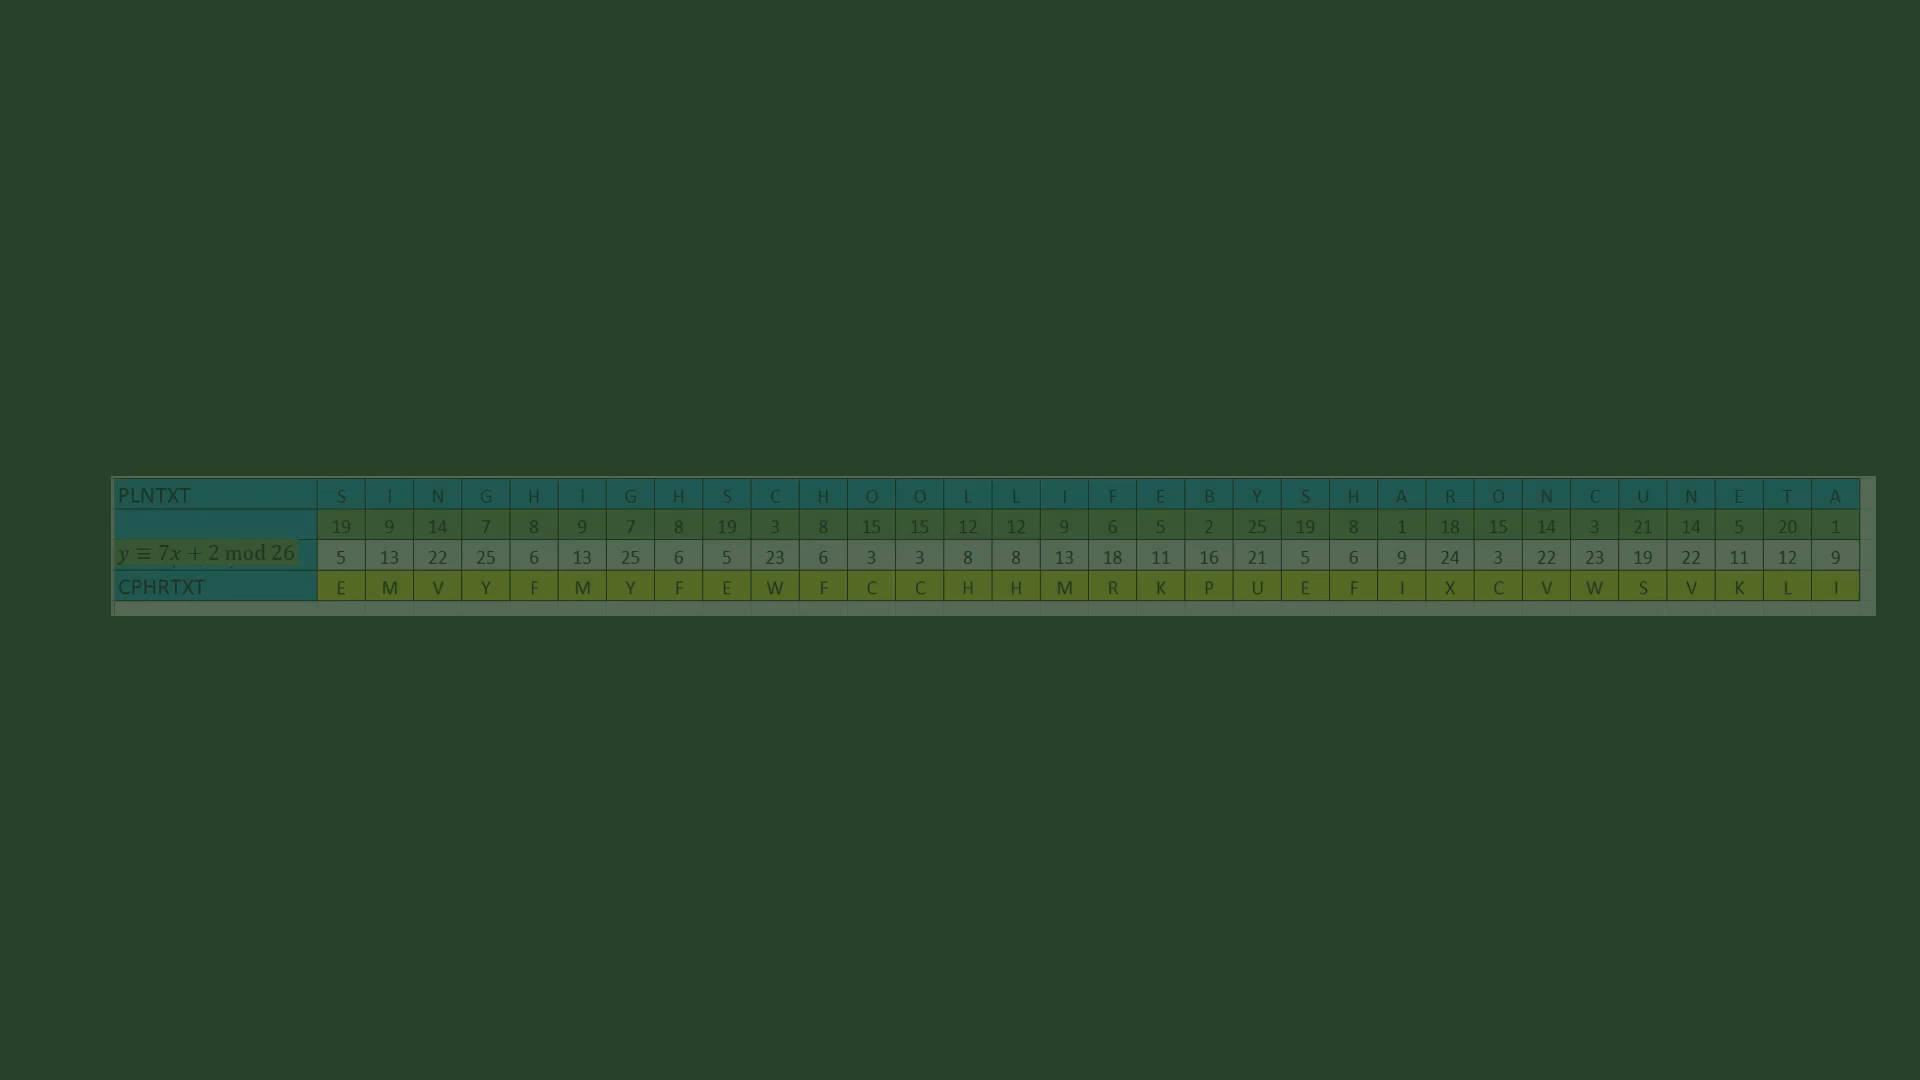 PLNTXT S I N G H I G H S C H O O L L I F E B Y S H A R O N C U N E T A
19 9 14 7 8 9 7 8 19 3 8 15 15 12 12 9 6 5 2 25 19 8 1 18 15 14 3 21 14 5 20 1
y ≡ 7x + 2 mod 26 5 13 22 25 6 13 25 6 5 23 6 3 3 8 8 13 18 11 16 21 5 6 9 24 3 22 23 19 22 11 12 9
CPHRTXT E M V Y F M Y F E W F C C H H M R K P U E F I X C V W S V K L I